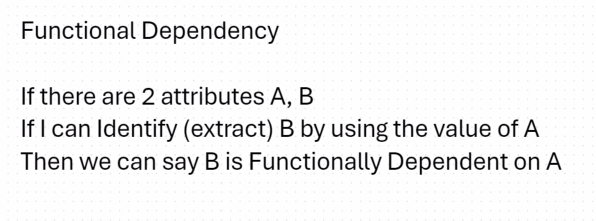 Functional Dependency
If there are 2 attributes A, B
If I can Identify (extract) B by using the value of A
Then we can say B is Functionally Dependent on A